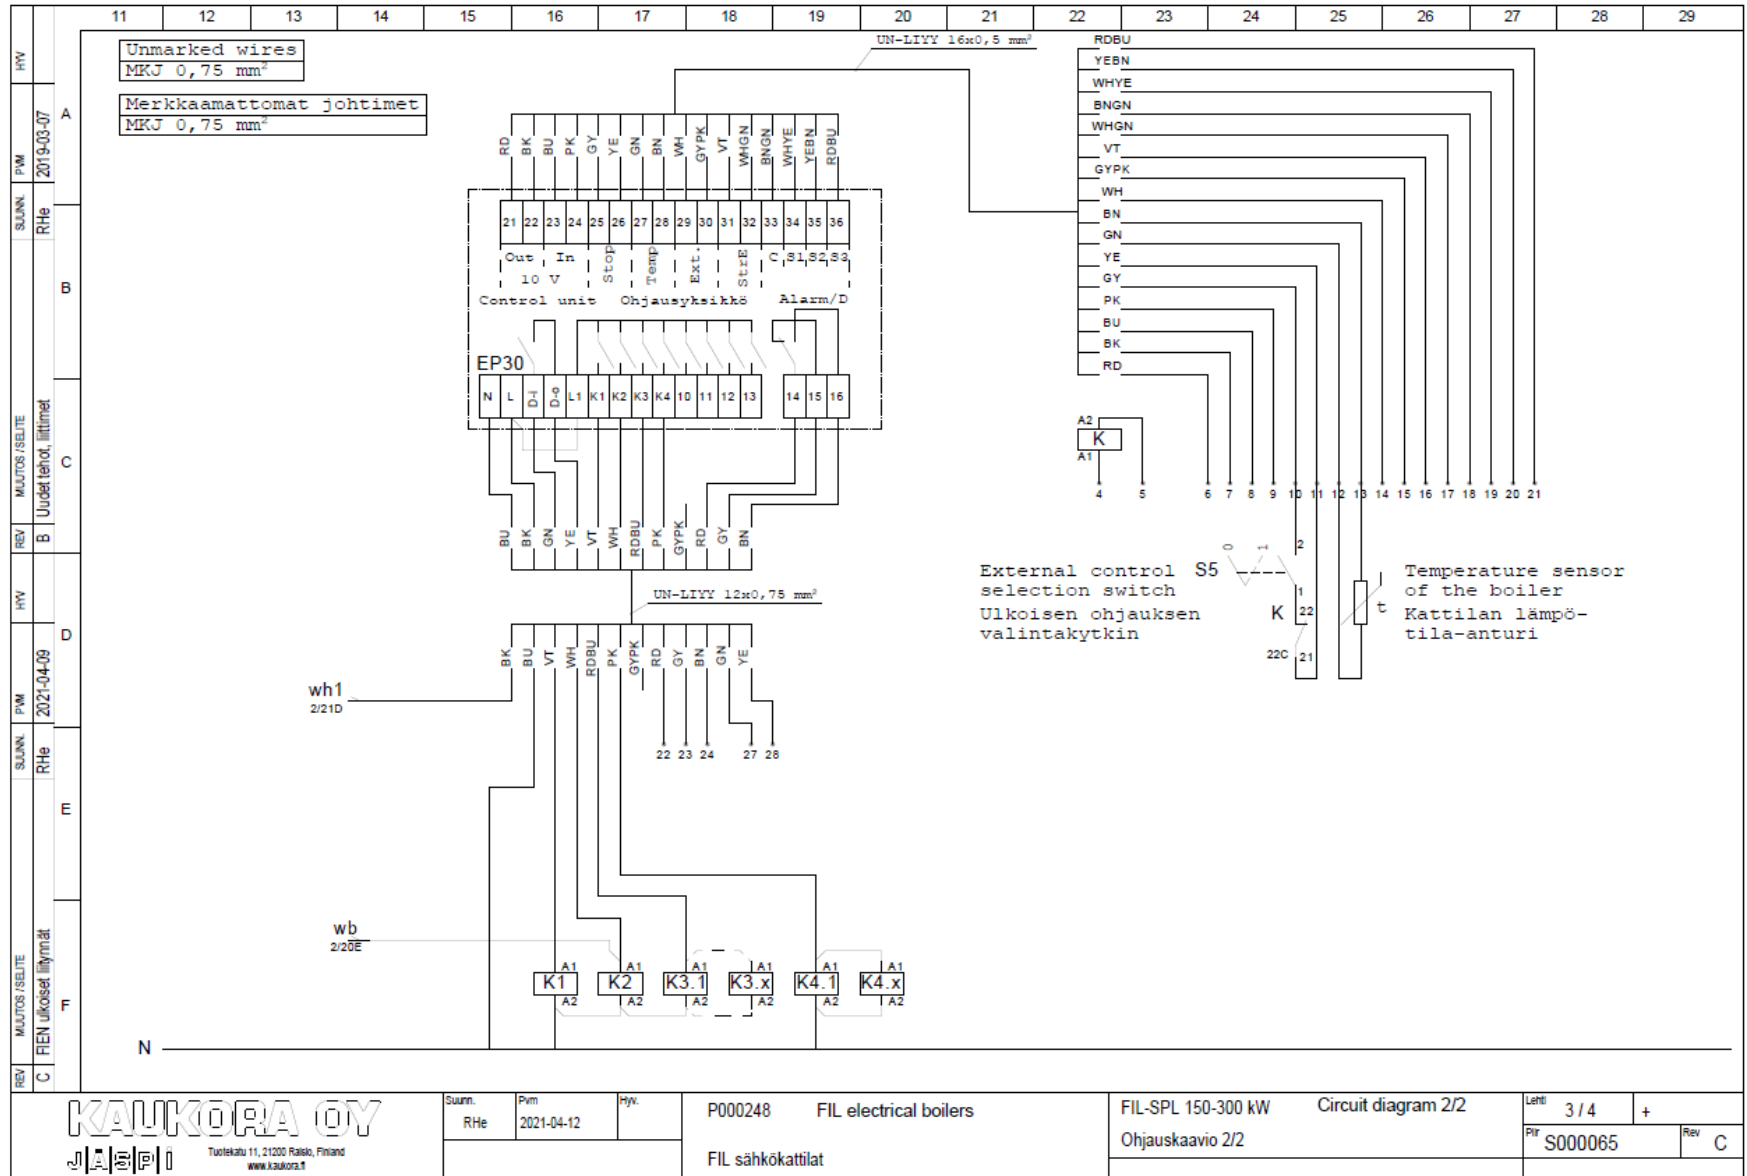 11 12 13 14 15 16 17 18 19 20 21 22 23 24 25 26 27 28 29
Unmarked wires
MKJ 0,75 mm²
Merkkaamattomat johtimet
MKJ 0,75 mm²
UN-LIYY 16x0,5 mm²
RD BK BU PK GY YE GN BN WH GYPK VT WHGN BNGN WHYE YEBN RDBU
21 22 23 24 25 26 27 28 29 30 31 32 33 34 35 36
Out In Stop Temp Ext. StrE C S1 S2 S3
10 V
Control unit Ohjausyksikkö Alarm/D
EP30
N L D-i D-o L1 K1 K2 K3 K4 10 11 12 13 14 15 16
BU BK GN YE VT WH RDBU PK GYPK RD GY BN
UN-LIYY 12x0,75 mm²
BK BU VT WH RDBU PK GYPK RD GY BN GN YE
wh1
2/21D
22 23 24 27 28
wb
2/20E
A1 A1 A1 A1 A1 A1
K1 K2 K3.1 K3.x K4.1 K4.x
A2 A2 A2 A2 A2 A2
N
RDBU
YEBN
WHYE
BNGN
WHGN
VT
GYPK
WH
BN
GN
YE
GY
PK
BU
BK
RD
A2
K
A1
4 5 6 7 8 9 10 11 12 13 14 15 16 17 18 19 20 21
0 1 2
External control S5
selection switch
Ulkoisen ohjauksen
valintakytkin
1
K 22
22C 21
t
Temperature sensor
of the boiler
Kattilan lämpö-
tila-anturi
A
B
C
D
E
F
HYV
PVM 2019-03-07
SUUNN. RHe
MUUTOS / SELITE Uudet tehot, liittimet
REV B
HYV
PVM 2021-04-09
SUUNN. RHe
MUUTOS / SELITE FIEN ulkoiset liitynnät
REV C
KAUKORA OY
JÄSPI
Tuotekatu 11, 21200 Raisio, Finland
www.kaukora.fi
Suunn. RHe
Pvm 2021-04-12
Hyv.
P000248 FIL electrical boilers
FIL sähkökattilat
FIL-SPL 150-300 kW Circuit diagram 2/2
Ohjauskaavio 2/2
Lehti 3 / 4 +
Piir S000065
Rev C